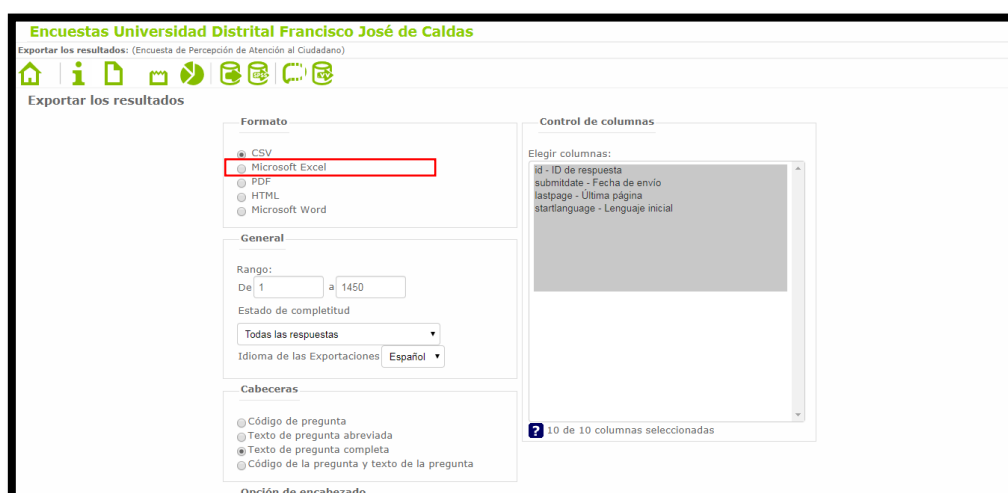 Encuestas Universidad Distrital Francisco José de Caldas
Exportar los resultados: (Encuesta de Percepción de Atención al Ciudadano)
Exportar los resultados
Formato
CSV
Microsoft Excel
PDF
HTML
Microsoft Word
General
Rango:
De 1 a 1450
Estado de completitud
Todas las respuestas
Idioma de las Exportaciones Español
Cabeceras
Código de pregunta
Texto de pregunta abreviada
Texto de pregunta completa
Código de la pregunta y texto de la pregunta
Opción de encabezado
Control de columnas
Elegir columnas:
id - ID de respuesta
submitdate - Fecha de envío
lastpage - Última página
startlanguage - Lenguaje inicial
? 10 de 10 columnas seleccionadas